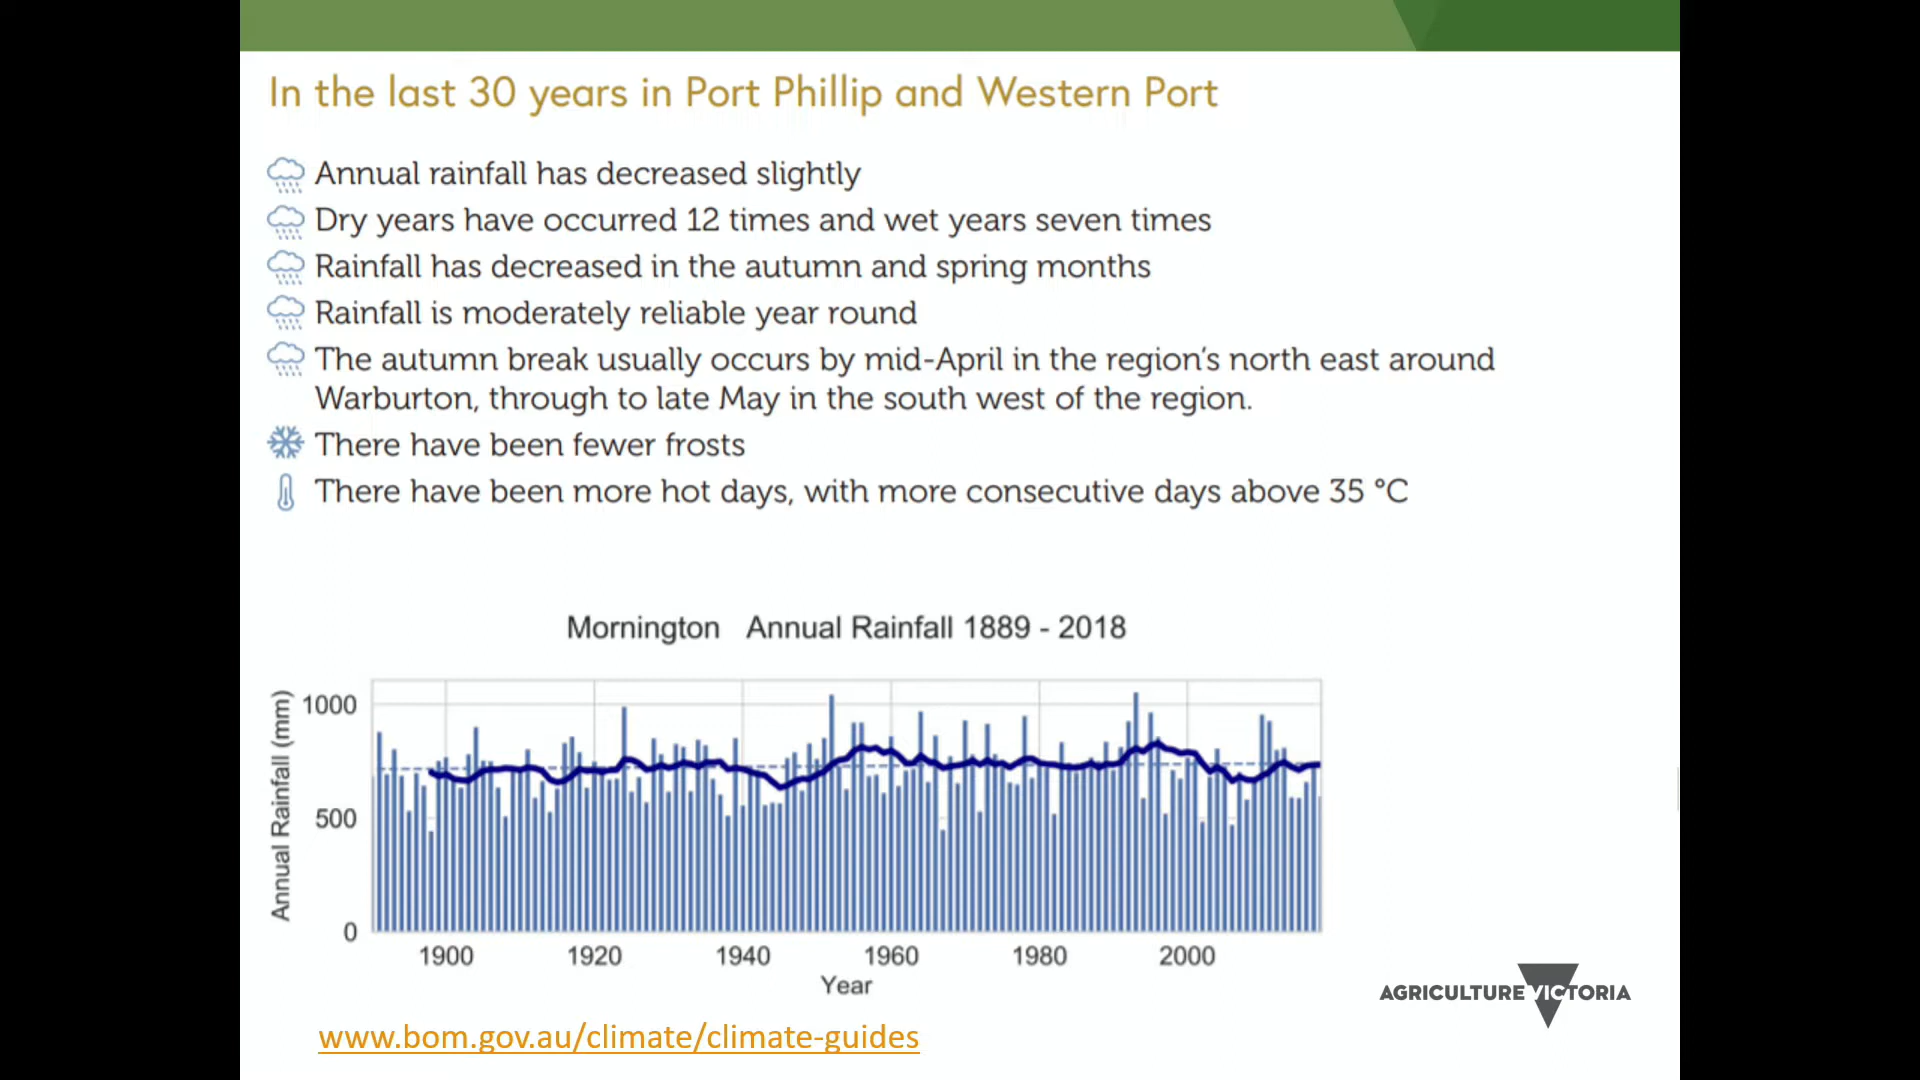 In the last 30 years in Port Phillip and Western Port
Annual rainfall has decreased slightly
Dry years have occurred 12 times and wet years seven times
Rainfall has decreased in the autumn and spring months
Rainfall is moderately reliable year round
The autumn break usually occurs by mid-April in the region's north east around
Warburton, through to late May in the south west of the region.
There have been fewer frosts
There have been more hot days, with more consecutive days above 35 °C
Mornington Annual Rainfall 1889 - 2018
Annual Rainfall (mm)
1000
500
0
1900 1920 1940 1960 1980 2000
Year
AGRICULTURE VICTORIA
www.bom.gov.au/climate/climate-guides